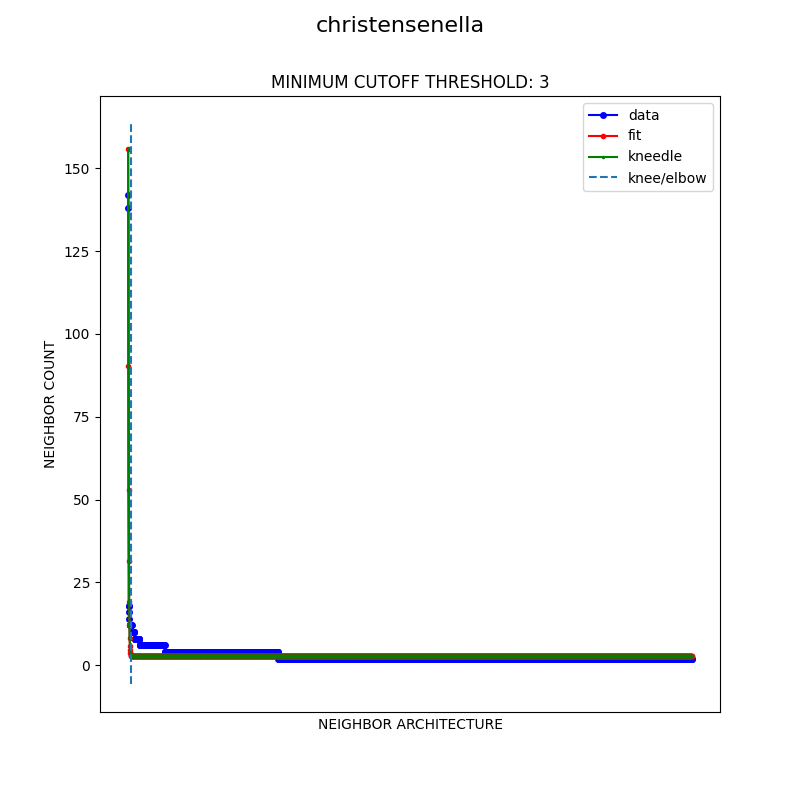 christensenella
MINIMUM CUTOFF THRESHOLD: 3
data
fit
kneedle
knee/elbow
150
125
100
75
50
25
0
NEIGHBOR COUNT
NEIGHBOR ARCHITECTURE